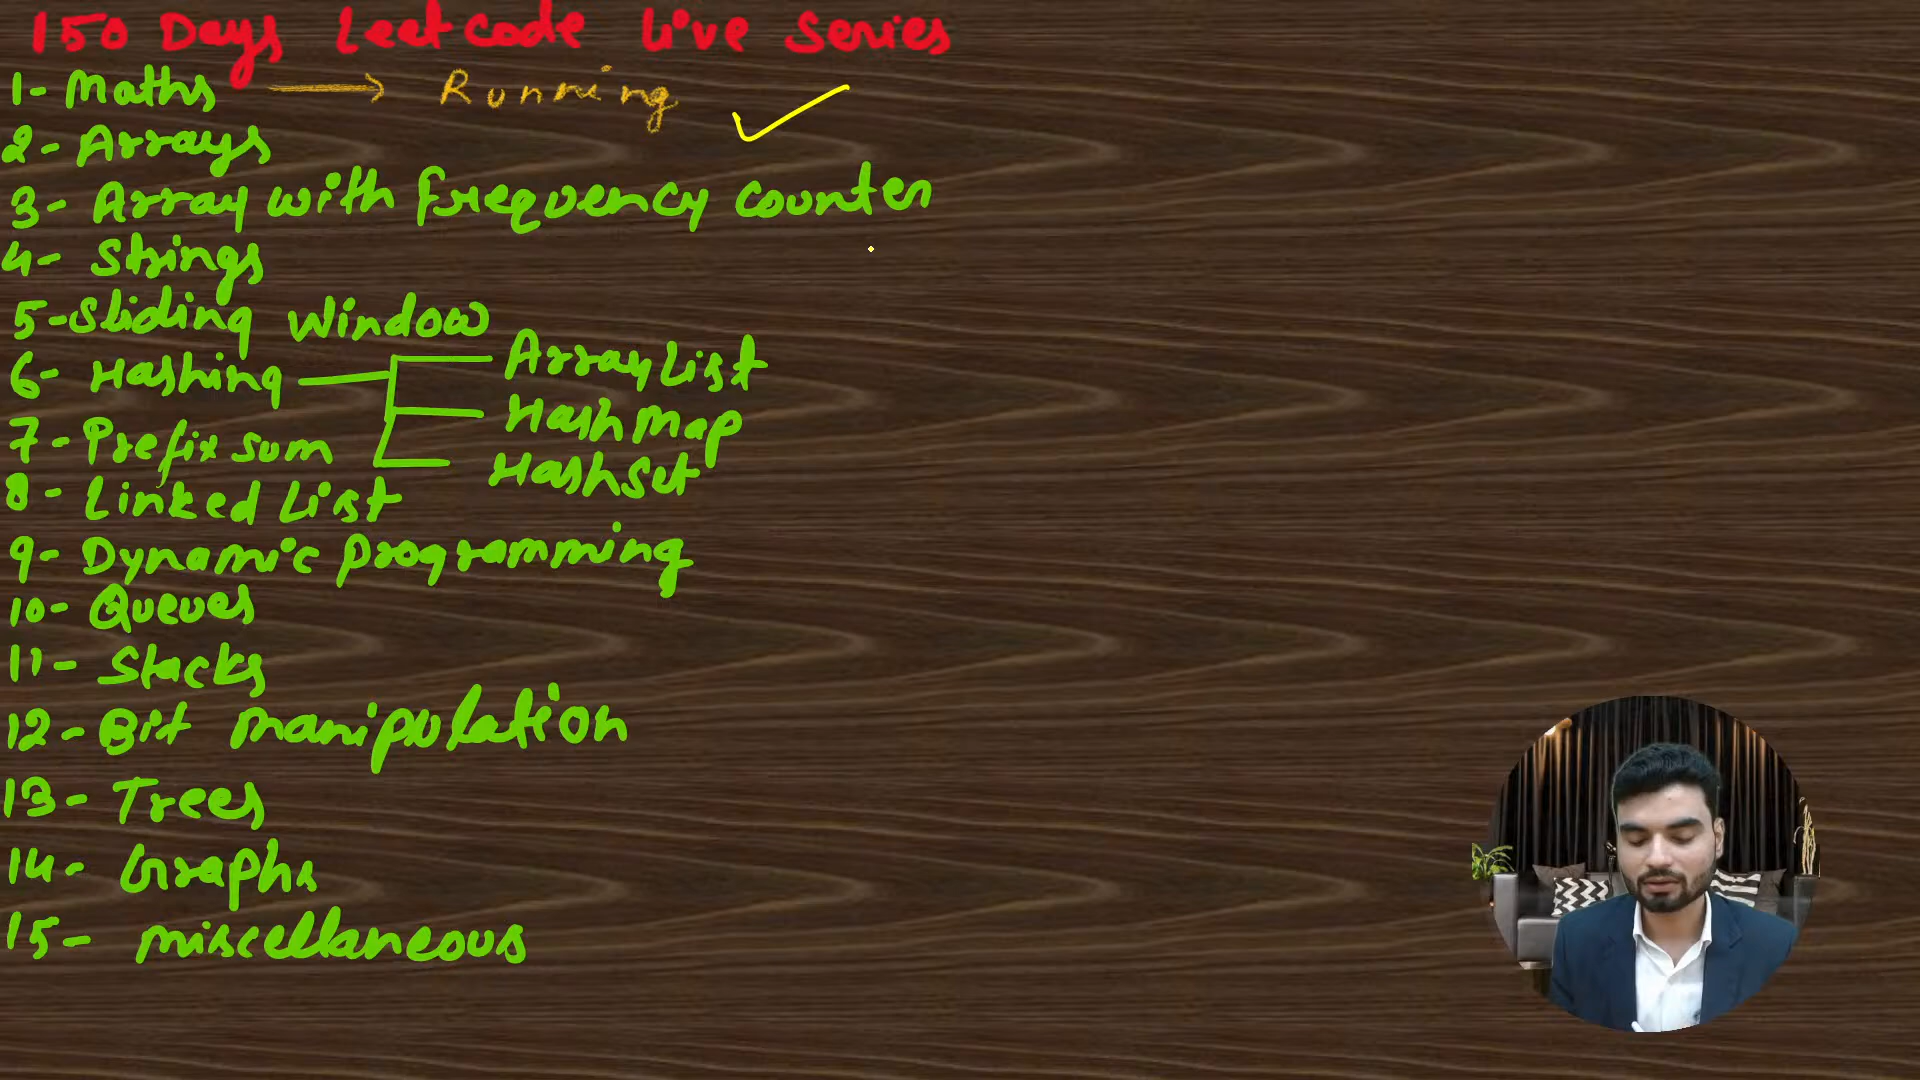 150 Days Leetcode Live Series
1- Maths → Running ✓
2- Arrays
3- Array with frequency counter
4- Strings
5- Sliding Window
6- Hashing
ArrayList
HashMap
HashSet
7- Prefix sum
8- Linked List
9- Dynamic programming
10- Queues
11- Stacks
12- Bit manipulation
13- Trees
14- Graphs
15- miscellaneous